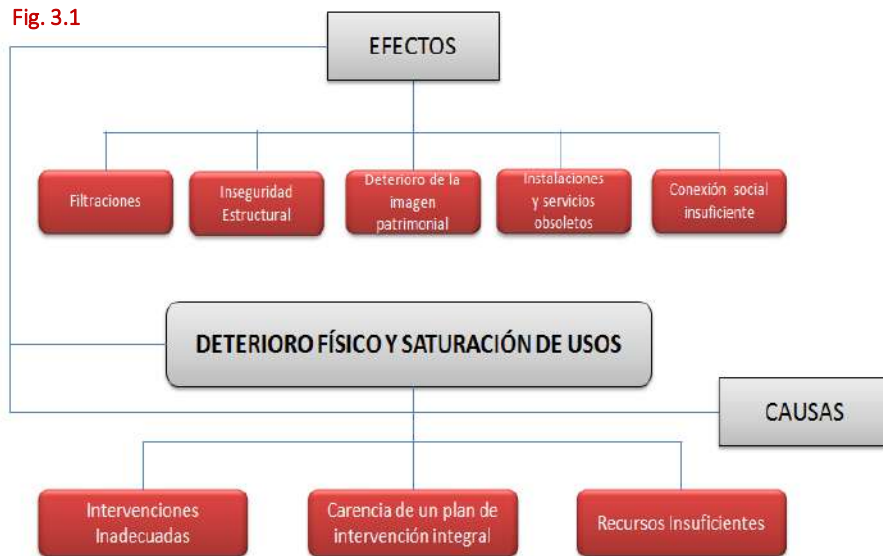 Fig. 3.1
EFECTOS
Filtraciones
Inseguridad
Estructural
Deterioro de la
imagen
patrimonial
Instalaciones
y servicios
obsoletos
Conexión social
insuficiente
DETERIORO FÍSICO Y SATURACIÓN DE USOS
CAUSAS
Intervenciones
Inadecuadas
Carencia de un plan de
intervención integral
Recursos Insuficientes